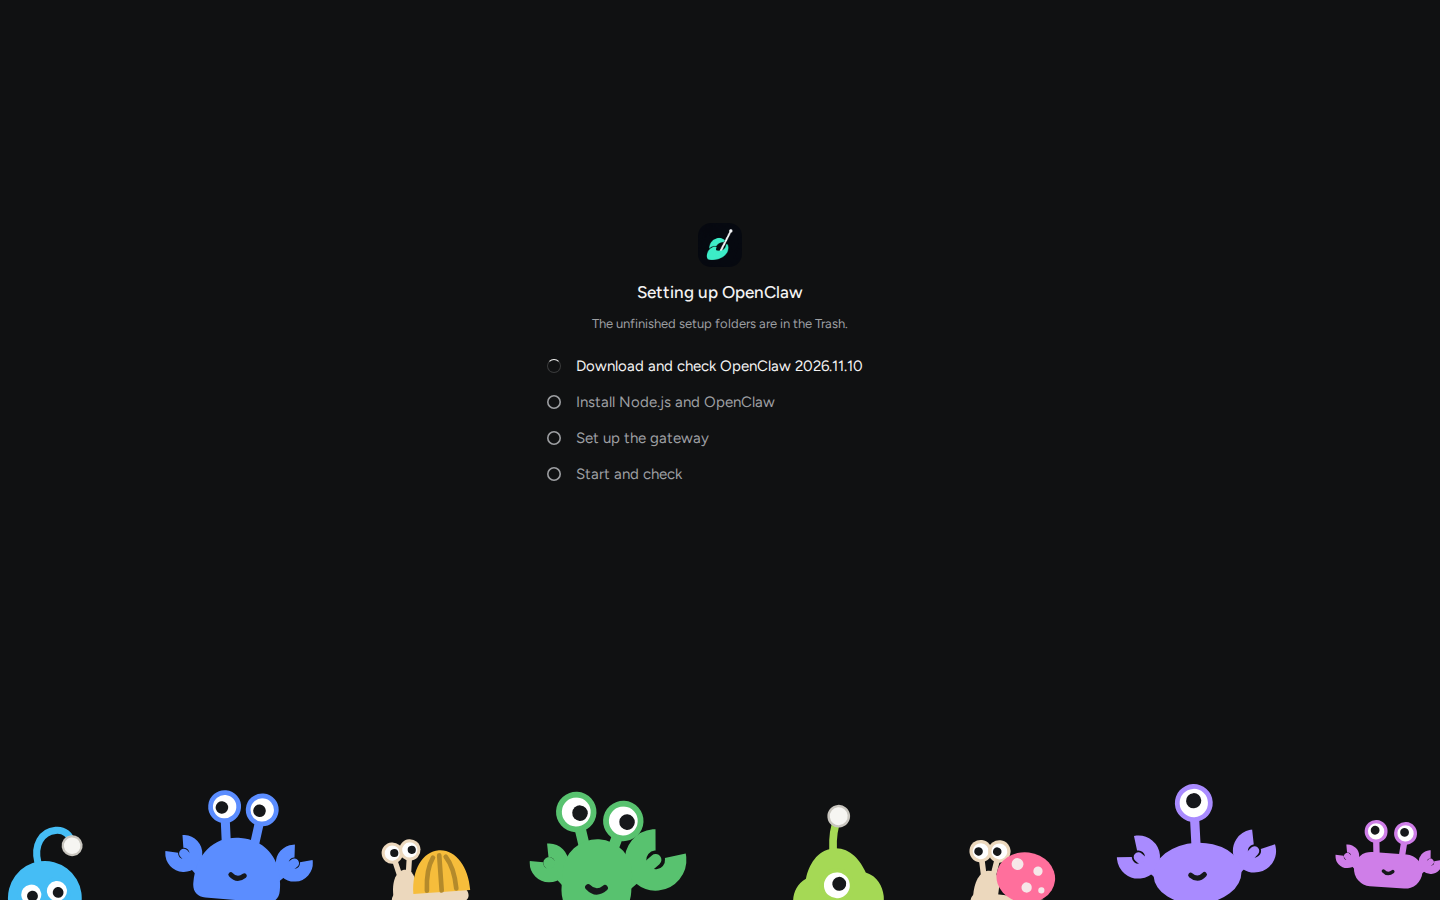 Setting up OpenClaw
The unfinished setup folders are in the Trash.
Download and check OpenClaw 2026.11.10
Install Node.js and OpenClaw
Set up the gateway
Start and check